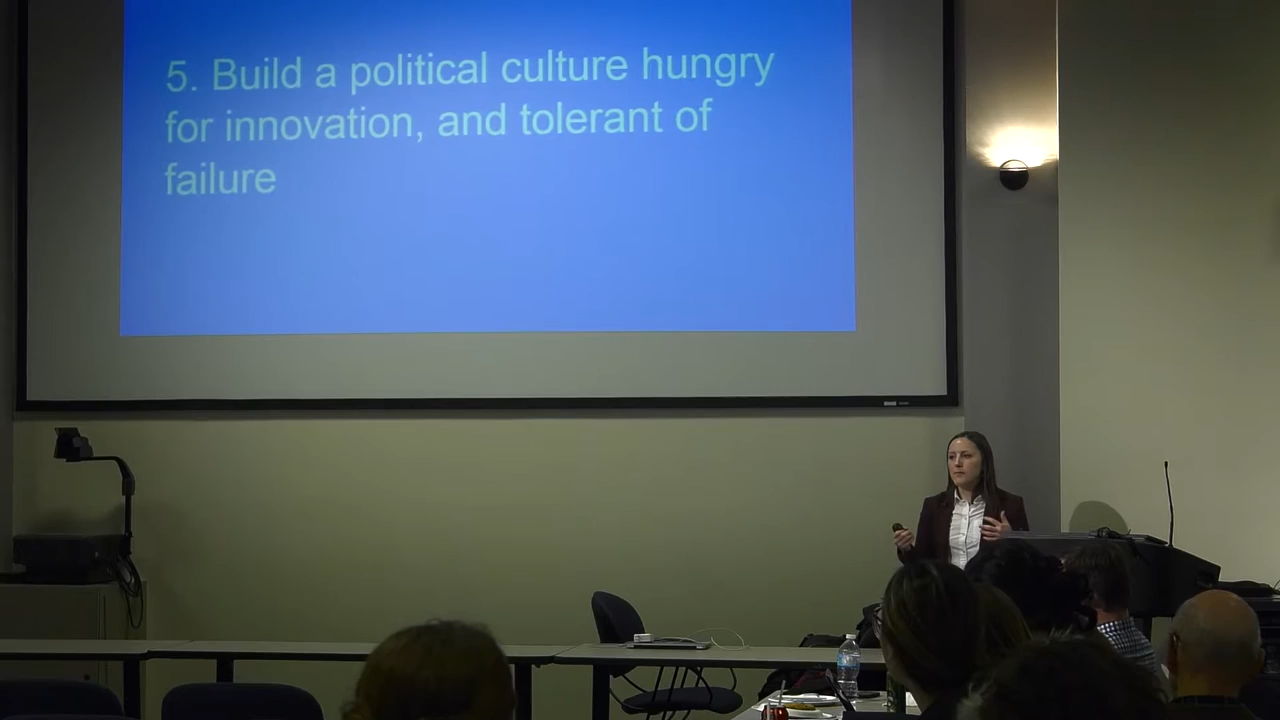 5. Build a political culture hungry
for innovation, and tolerant of
failure